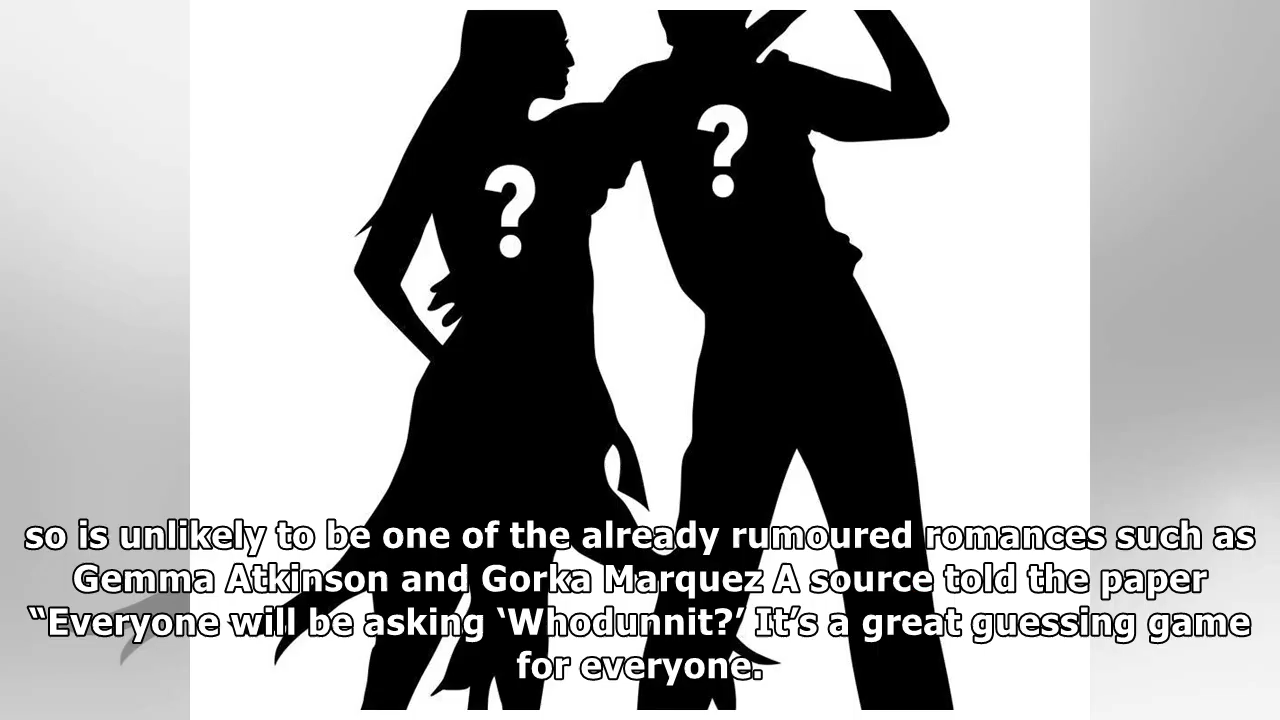 ?
?
so is unlikely to be one of the already rumoured romances such as
Gemma Atkinson and Gorka Marquez A source told the paper
“Everyone will be asking ‘Whodunnit?’ It’s a great guessing game
for everyone.